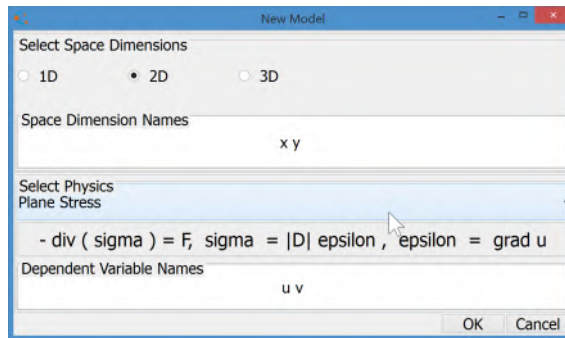 New Model
Select Space Dimensions
1D 2D 3D
Space Dimension Names
x y
Select Physics
Plane Stress
- div ( sigma ) = F, sigma = |D| epsilon , epsilon = grad u
Dependent Variable Names
u v
OK Cancel